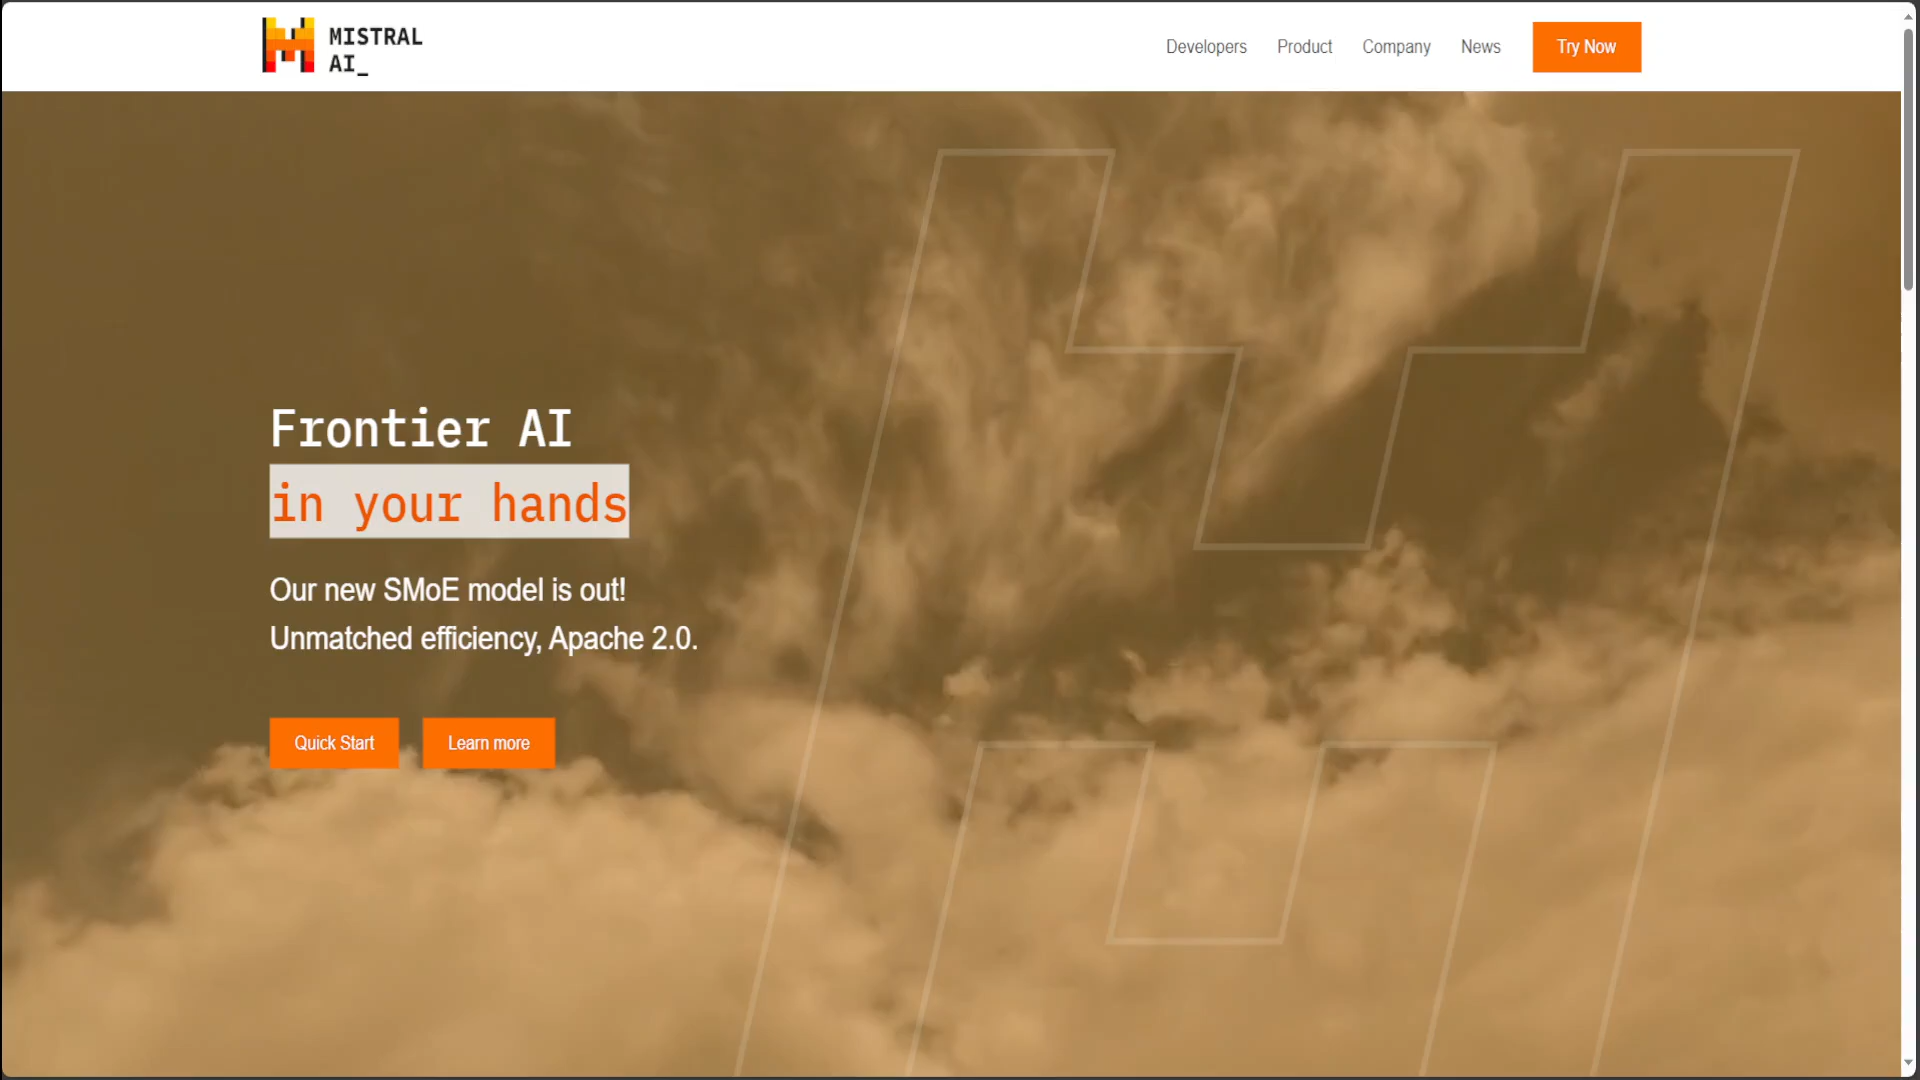 MISTRAL
AI_
Developers
Product
Company
News
Try Now
Frontier AI
in your hands
Our new SMoE model is out!
Unmatched efficiency, Apache 2.0.
Quick Start
Learn more